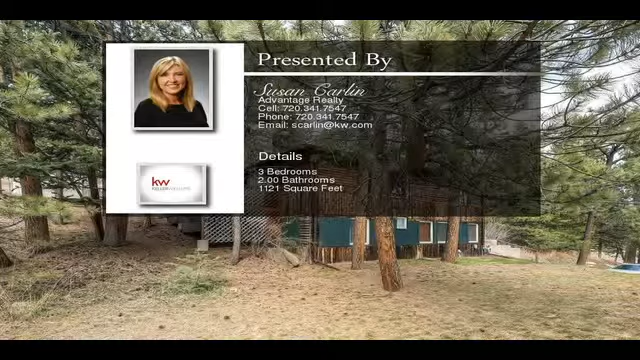 Presented By
Susan Carlin
Advantage Realty
Cell: 720.341.7547
Phone: 720.341.7547
Email: scarlin@kw.com
Details
3 Bedrooms
2.00 Bathrooms
1121 Square Feet
kw
KELLERWILLIAMS